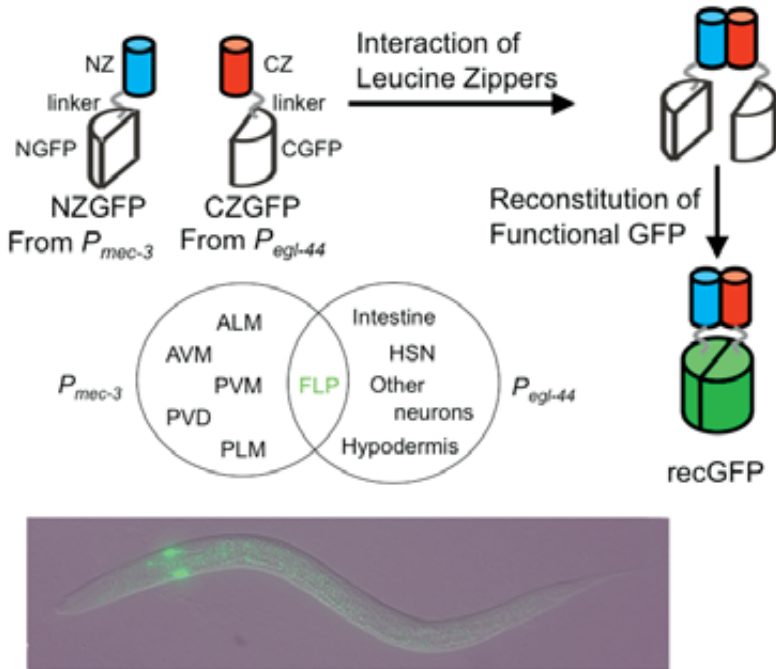 NZ
CZ
linker
linker
NGFP
CGFP
NZGFP
CZGFP
From Pmec-3
From Pegl-44
Interaction of
Leucine Zippers
Reconstitution of
Functional GFP
recGFP
Pmec-3
ALM
AVM
PVM
PVD
PLM
FLP
Intestine
HSN
Other
neurons
Hypodermis
Pegl-44